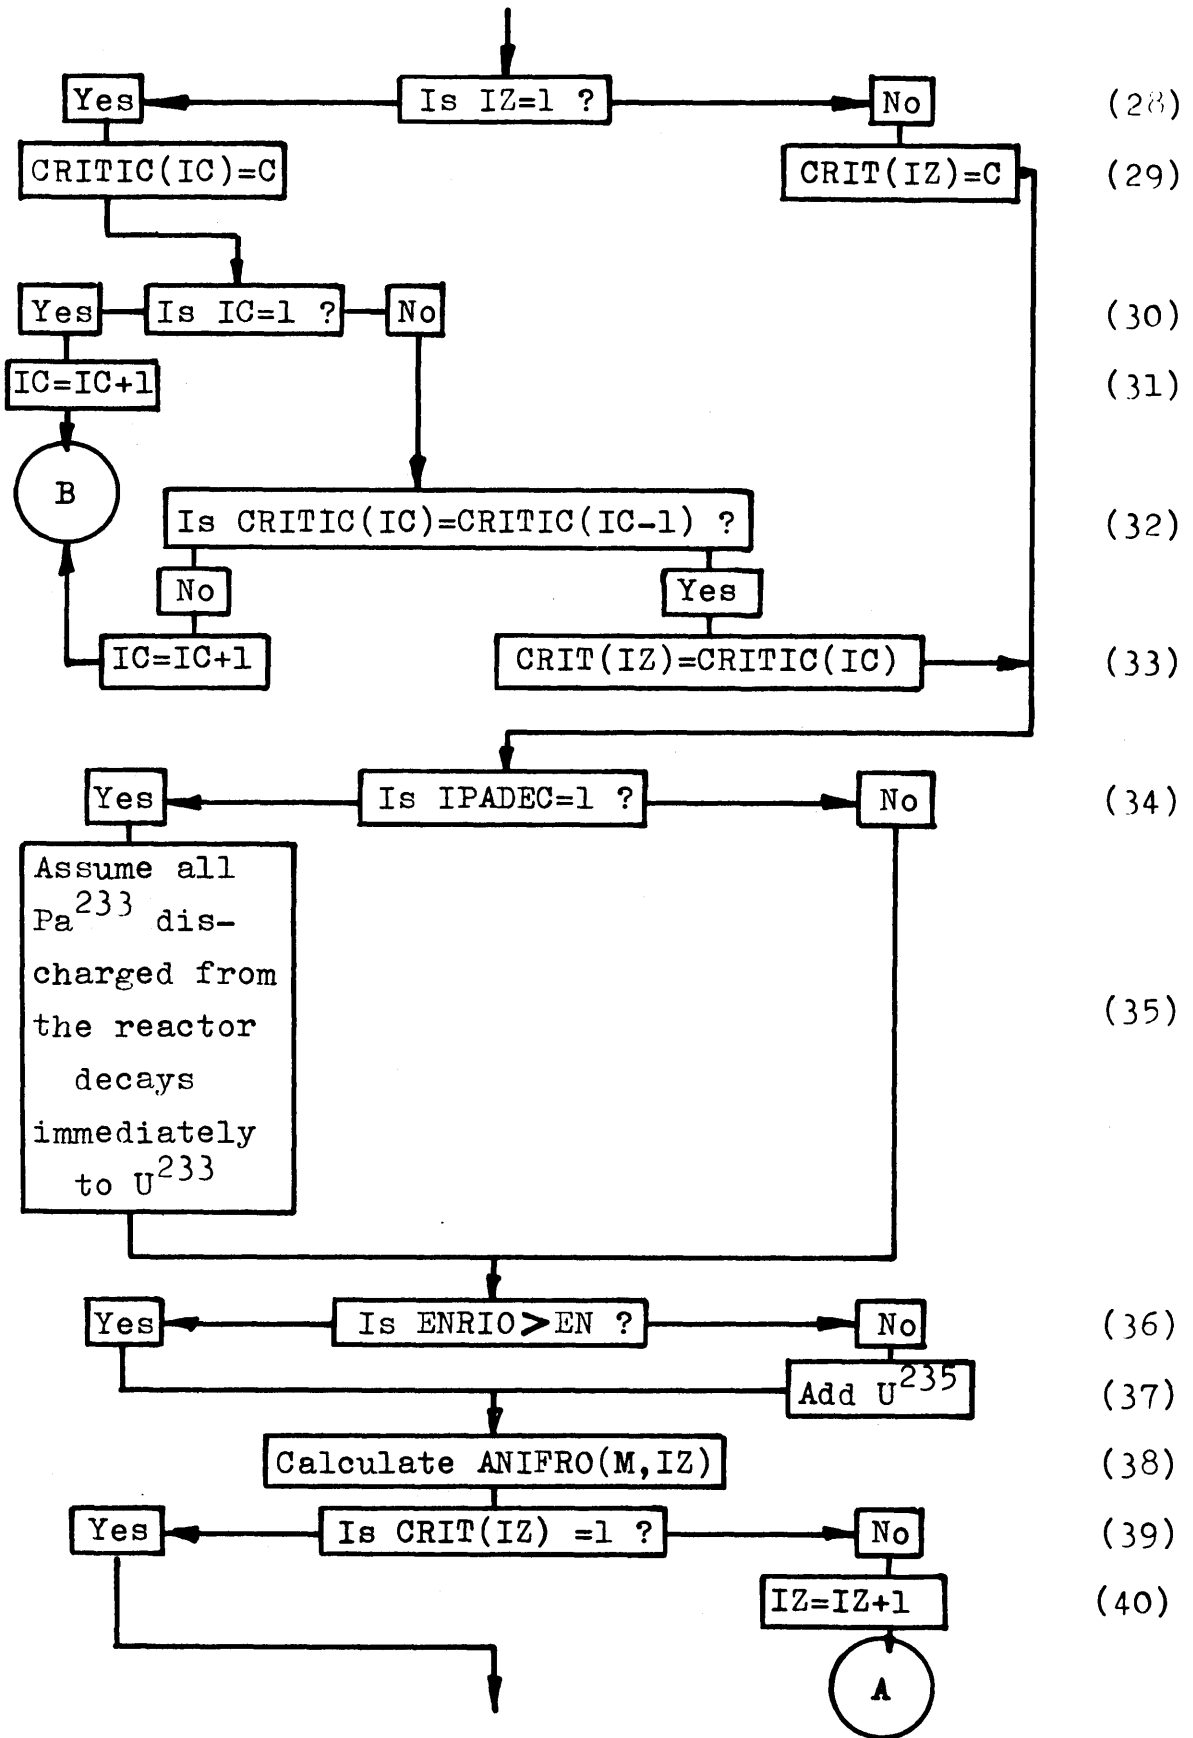 Yes
Is IZ=1 ?
No
(28)
CRITIC(IC)=C
CRIT(IZ)=C
(29)
Yes
Is IC=1 ?
No
(30)
IC=IC+1
(31)
B
Is CRITIC(IC)=CRITIC(IC-1) ?
(32)
No
Yes
IC=IC+1
CRIT(IZ)=CRITIC(IC)
(33)
Yes
Is IPADEC=1 ?
No
(34)
Assume all
Pa²³³ dis-
charged from
the reactor
decays
immediately
to U²³³
(35)
Yes
Is ENRIO>EN ?
No
(36)
Add U²³⁵
(37)
Calculate ANIFRO(M,IZ)
(38)
Yes
Is CRIT(IZ) =1 ?
No
(39)
IZ=IZ+1
(40)
A